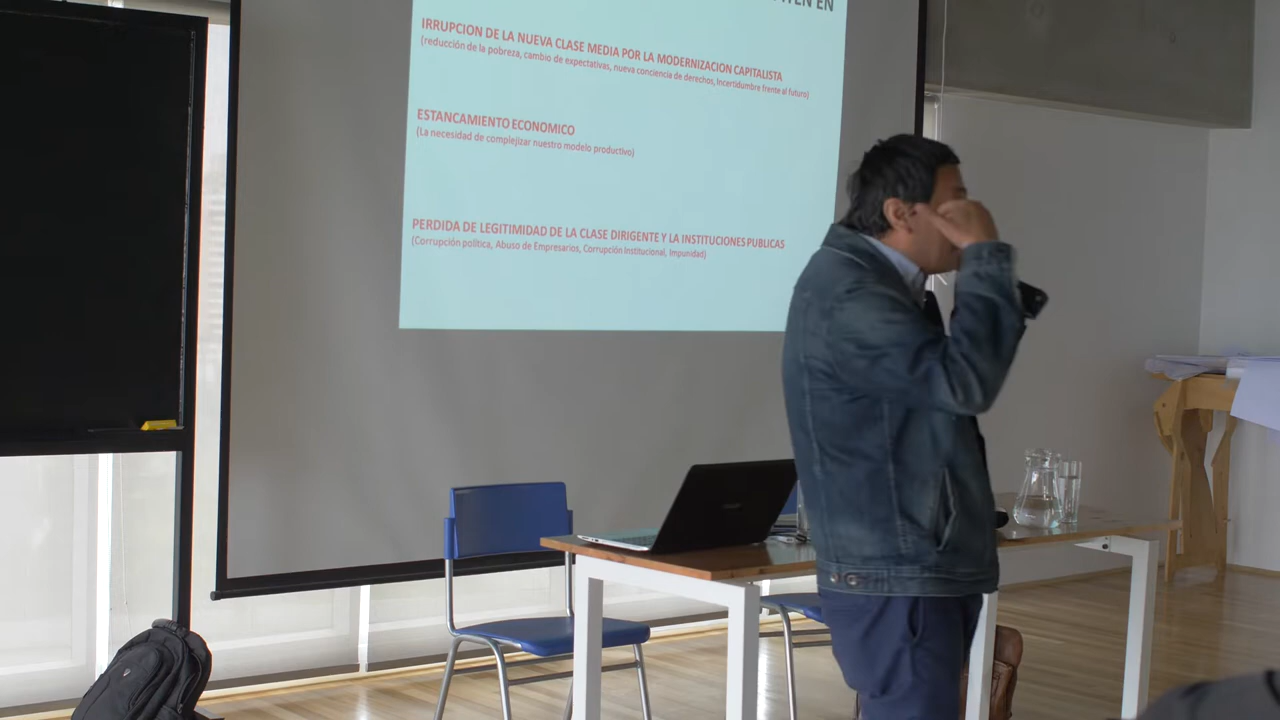 EN
IRRUPCION DE LA NUEVA CLASE MEDIA POR LA MODERNIZACION CAPITALISTA
(reducción de la pobreza, cambio de expectativas, nueva conciencia de derechos, Incertidumbre frente al futuro)
ESTANCAMIENTO ECONOMICO
(La necesidad de complejizar nuestro modelo productivo)
PERDIDA DE LEGITIMIDAD DE LA CLASE DIRIGENTE Y LA INSTITUCIONES PUBLICAS
(Corrupción política, Abuso de Empresarios, Corrupción Institucional, Impunidad)